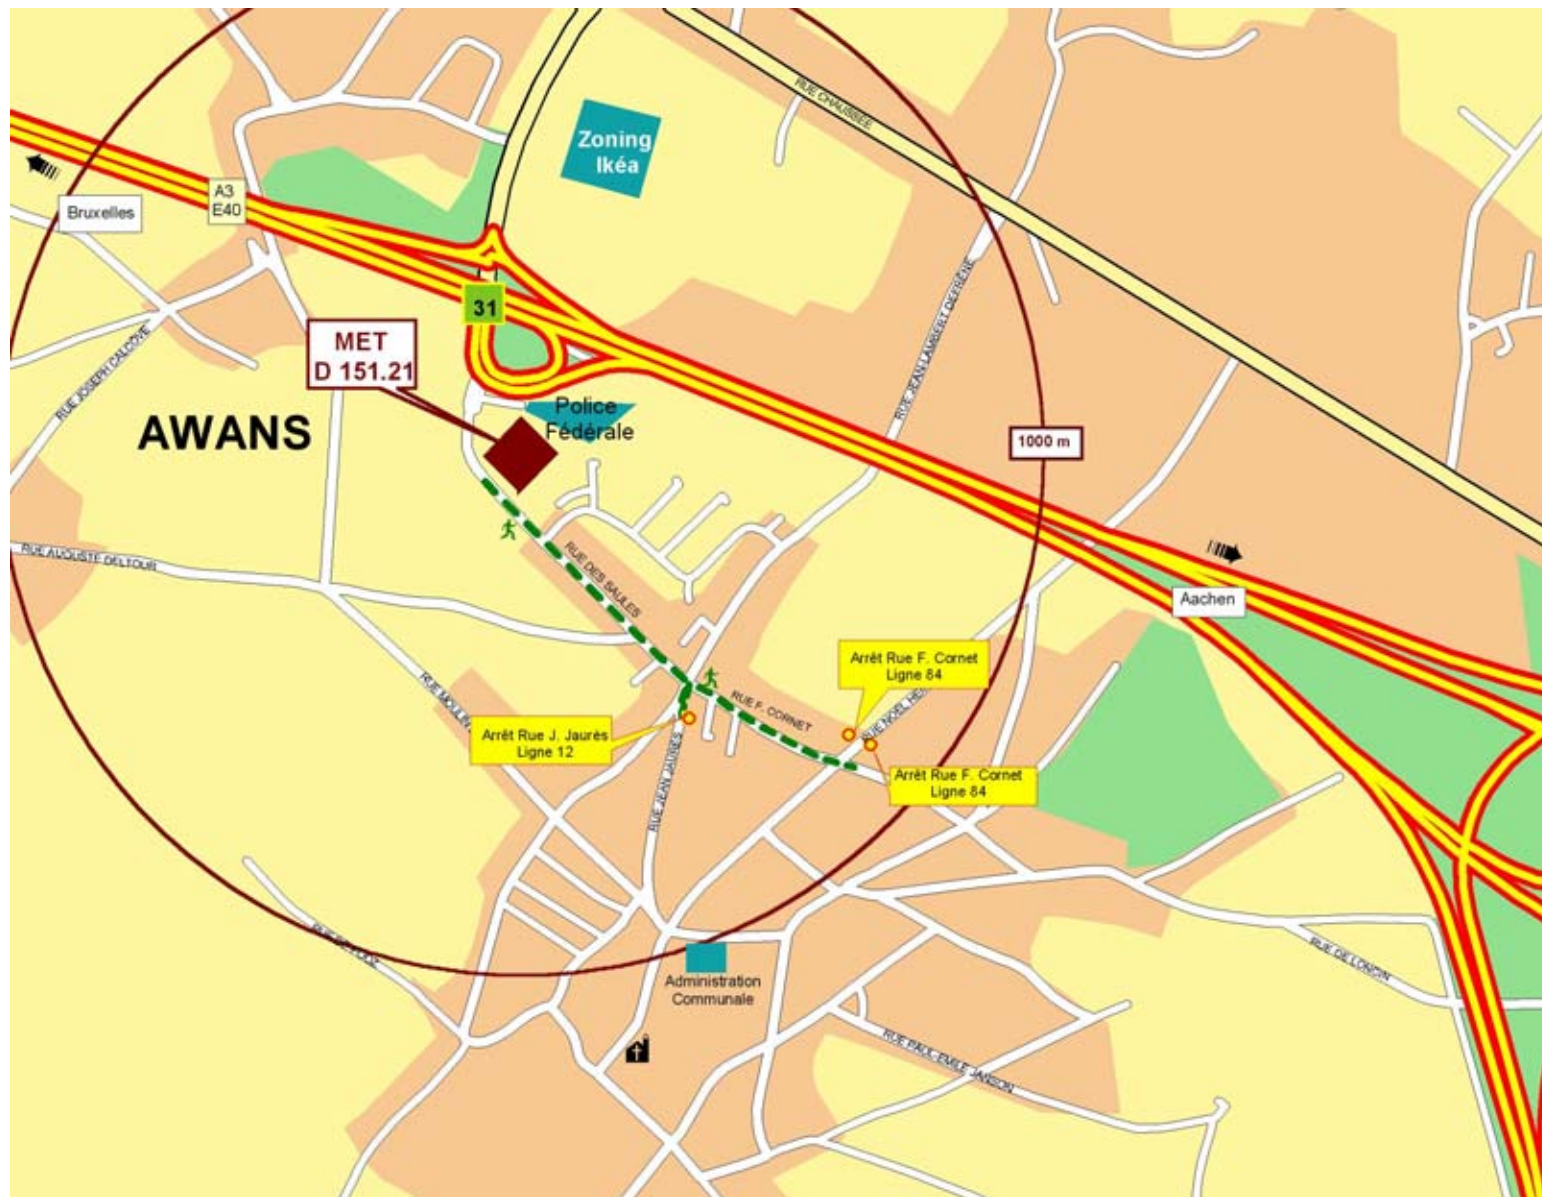 RUE CHAUSSEE
Zoning
Ikéa
A3
E40
Bruxelles
31
MET
D 151.21
RUE JOSEPH CALCOVE
RUE JEAN LAMBERT DEFRÊNE
Police
Fédérale
AWANS
1000 m
RUE AUGUSTE DELTOUR
RUE DES SAULES
Aachen
Arrêt Rue F. Cornet
Ligne 84
RUE MOULIN
RUE F. CORNET
RUE NOEL
Arrêt Rue J. Jaurès
Ligne 12
RUE JEAN JAURES
Arrêt Rue F. Cornet
Ligne 84
RUE DE LONCIN
Administration
Communale
RUE PAUL-EMILE JANSON